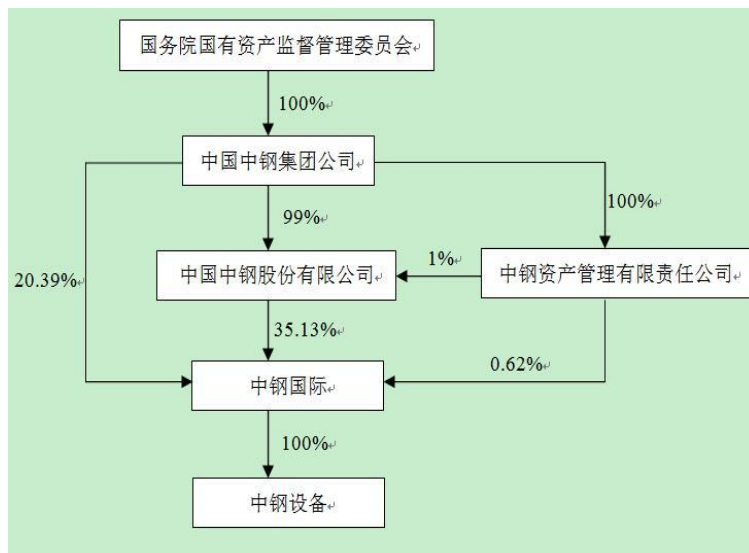 国务院国有资产监督管理委员会
100%
中国中钢集团公司
100%
99%
1%
20.39%
中国中钢股份有限公司
中钢资产管理有限责任公司
35.13%
0.62%
中钢国际
100%
中钢设备